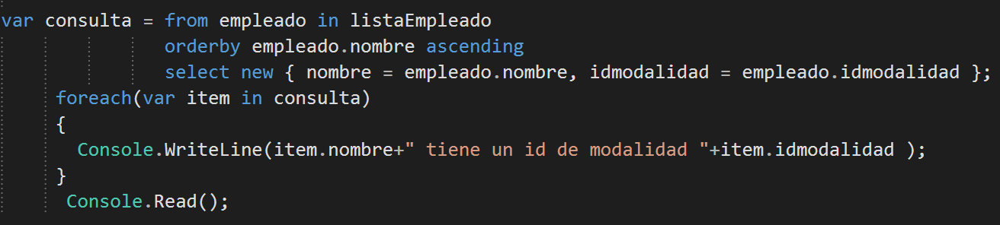 var consulta = from empleado in listaEmpleado
orderby empleado.nombre ascending
select new { nombre = empleado.nombre, idmodalidad = empleado.idmodalidad };
foreach(var item in consulta)
{
Console.WriteLine(item.nombre+" tiene un id de modalidad "+item.idmodalidad );
}
Console.Read();